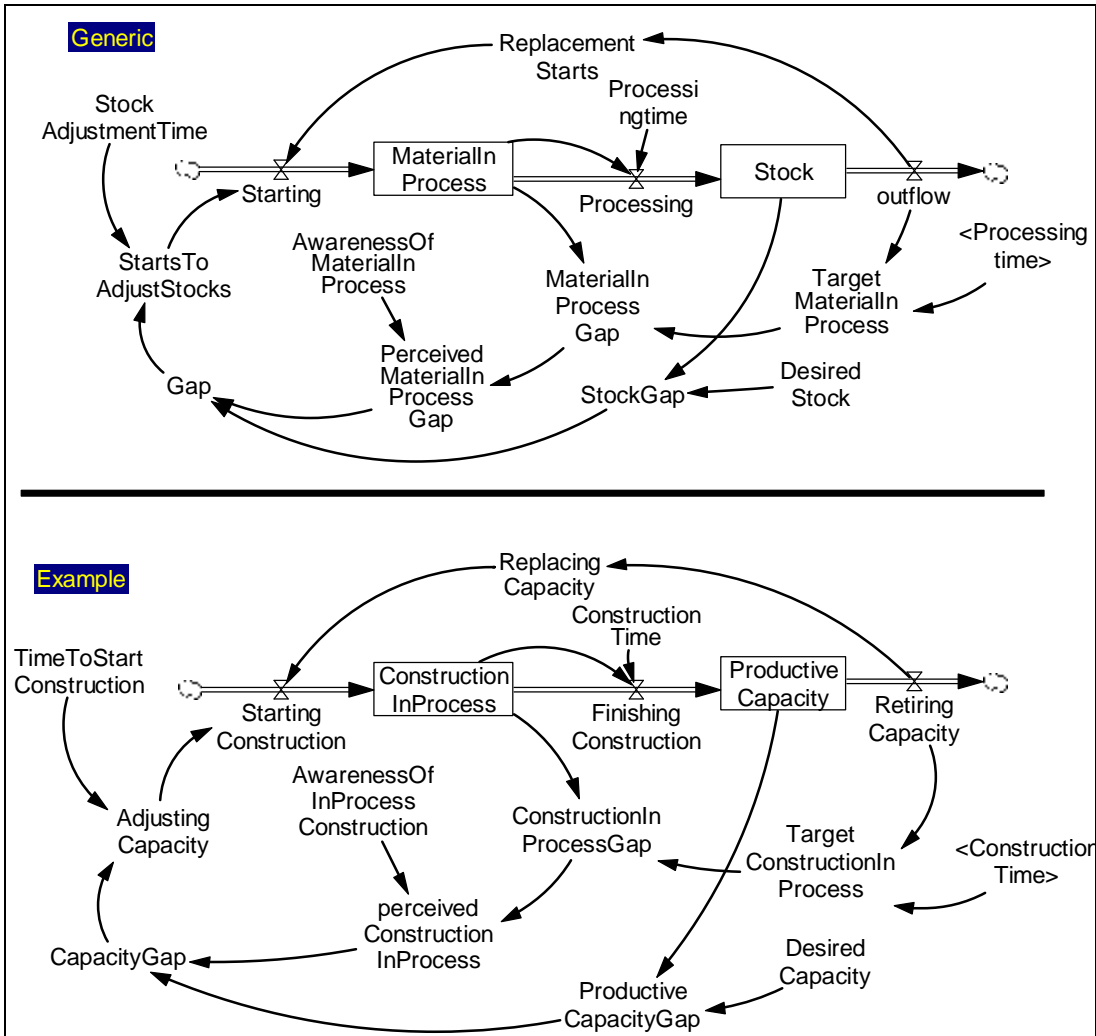 Generic
Replacement
Starts
Processi
ngtime
Stock
AdjustmentTime
MaterialIn
Process
Stock
Starting
Processing
outflow
<Processing
time>
AwarenessOf
MaterialIn
Process
StartsTo
AdjustStocks
MaterialIn
Process
Gap
Target
MaterialIn
Process
Perceived
MaterialIn
Process
Gap
Gap
StockGap
Desired
Stock
Example
Replacing
Capacity
Construction
Time
TimeToStart
Construction
Construction
InProcess
Productive
Capacity
Starting
Construction
Finishing
Construction
Retiring
Capacity
AwarenessOf
InProcess
Construction
Adjusting
Capacity
ConstructionIn
ProcessGap
Target
ConstructionIn
Process
<Construction
Time>
perceived
Construction
InProcess
CapacityGap
Desired
Capacity
Productive
CapacityGap